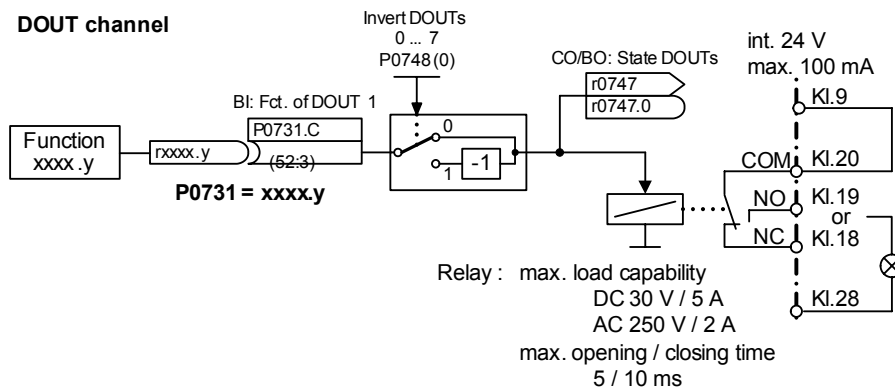 DOUT channel
Invert DOUTs
0 ... 7
P0748 (0)
CO/BO: State DOUTs
r0747
r0747.0
int. 24 V
max. 100 mA
Kl.9
BI: Fct. of DOUT 1
P0731.C
(52:3)
Function
xxxx.y
rxxxx.y
P0731 = xxxx.y
0
1
-1
COM
Kl.20
NO
Kl.19
or
NC
Kl.18
Kl.28
Relay : max. load capability
DC 30 V / 5 A
AC 250 V / 2 A
max. opening / closing time
5 / 10 ms